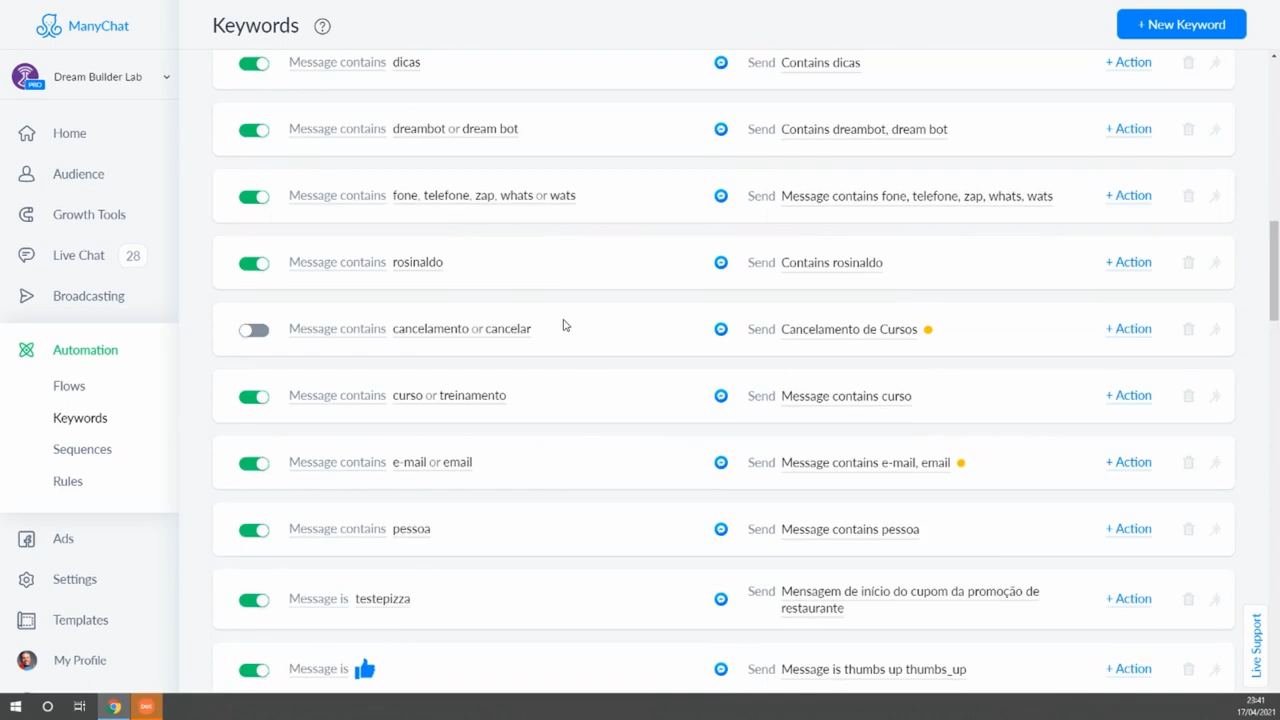 ManyChat
Keywords
+ New Keyword
Dream Builder Lab
PRO
Home
Audience
Growth Tools
Live Chat 28
Broadcasting
Automation
Flows
Keywords
Sequences
Rules
Ads
Settings
Templates
My Profile
Message contains dicas Send Contains dicas + Action
Message contains dreambot or dream bot Send Contains dreambot, dream bot + Action
Message contains fone, telefone, zap, whats or wats Send Message contains fone, telefone, zap, whats, wats + Action
Message contains rosinaldo Send Contains rosinaldo + Action
Message contains cancelamento or cancelar Send Cancelamento de Cursos + Action
Message contains curso or treinamento Send Message contains curso + Action
Message contains e-mail or email Send Message contains e-mail, email + Action
Message contains pessoa Send Message contains pessoa + Action
Message is testepizza Send Mensagem de início do cupom da promoção de
restaurante + Action
Message is Send Message is thumbs up thumbs_up + Action
Live Support
23:41
17/04/2021